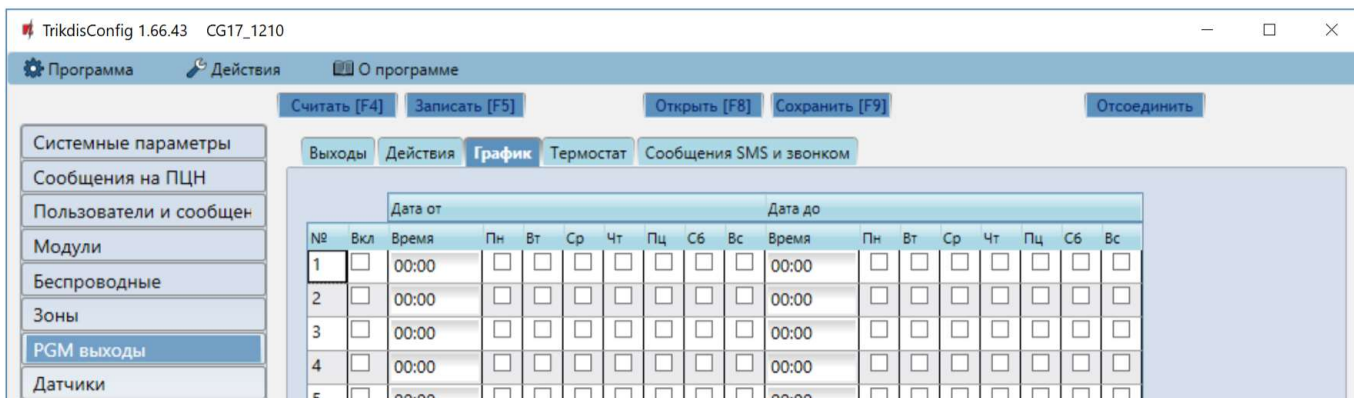 TrikdisConfig 1.66.43 CG17_1210
Программа Действия О программе
Считать [F4] Записать [F5] Открыть [F8] Сохранить [F9] Отсоединить
Системные параметры
Сообщения на ПЦН
Пользователи и сообщен
Модули
Беспроводные
Зоны
PGM выходы
Датчики
Выходы Действия График Термостат Сообщения SMS и звонком
Дата от Дата до
№ Вкл Время Пн Вт Ср Чт Пц Сб Вс Время Пн Вт Ср Чт Пц Сб Вс
1 00:00 00:00
2 00:00 00:00
3 00:00 00:00
4 00:00 00:00